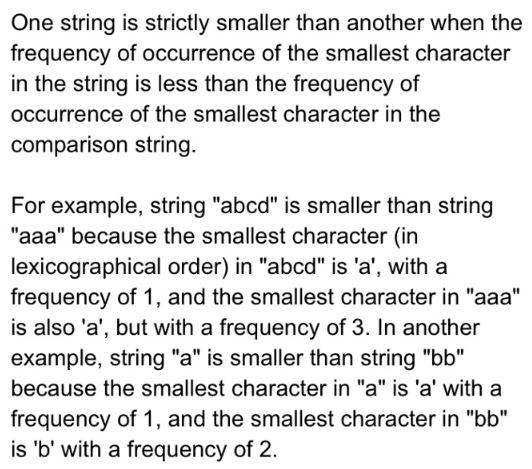 One string is strictly smaller than another when the
frequency of occurrence of the smallest character
in the string is less than the frequency of
occurrence of the smallest character in the
comparison string.
For example, string "abcd" is smaller than string
"aaa" because the smallest character (in
lexicographical order) in "abcd" is 'a', with a
frequency of 1, and the smallest character in "aaa"
is also 'a', but with a frequency of 3. In another
example, string "a" is smaller than string "bb"
because the smallest character in "a" is 'a' with a
frequency of 1, and the smallest character in "bb"
is 'b' with a frequency of 2.